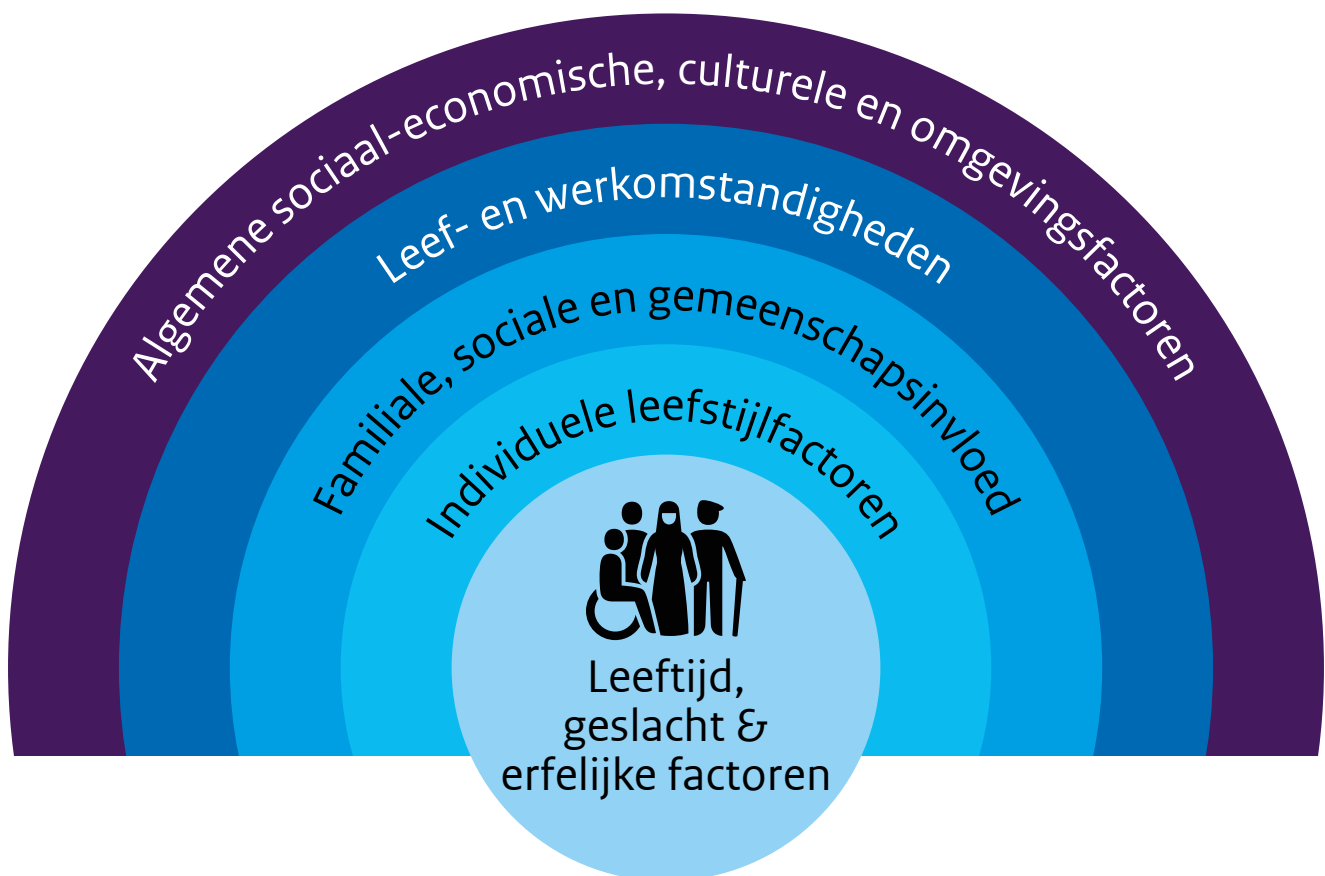 Algemene sociaal-economische, culturele en omgevingsfactoren
Leef- en werkomstandigheden
Familiale, sociale en gemeenschapsinvloed
Individuele leefstijlfactoren
Leeftijd,
geslacht &
erfelijke factoren